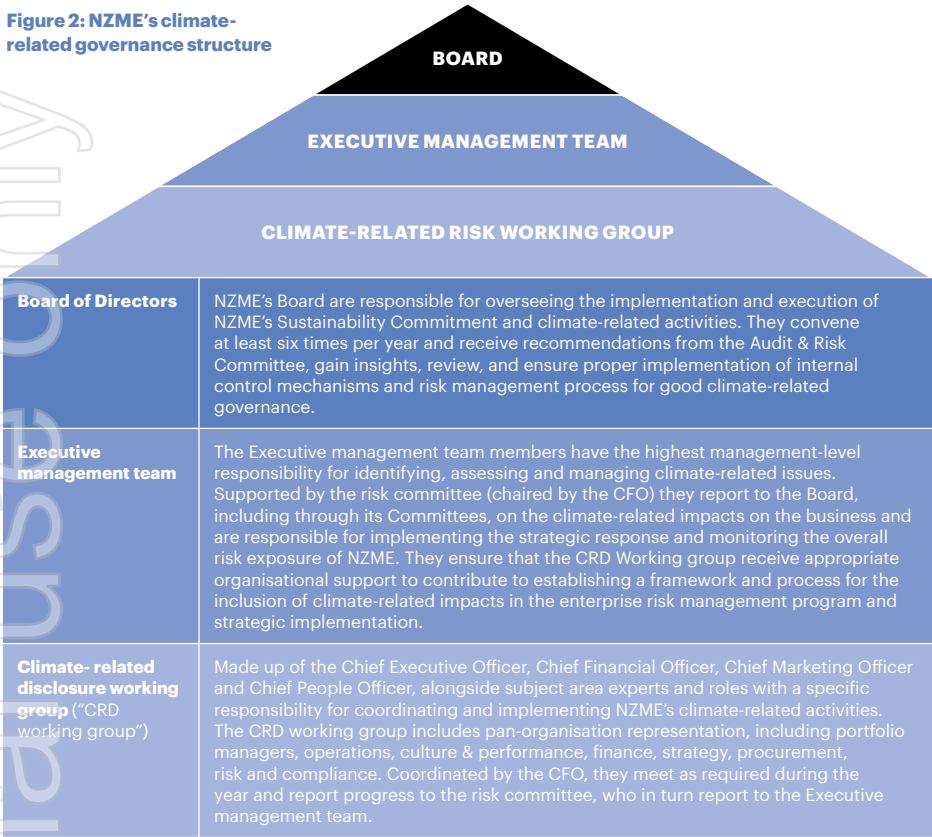 Figure 2: NZME's climate-
related governance structure
BOARD
EXECUTIVE MANAGEMENT TEAM
CLIMATE-RELATED RISK WORKING GROUP
Board of Directors
NZME's Board are responsible for overseeing the implementation and execution of
NZME's Sustainability Commitment and climate-related activities. They convene
at least six times per year and receive recommendations from the Audit & Risk
Committee, gain insights, review, and ensure proper implementation of internal
control mechanisms and risk management process for good climate-related
governance.
Executive
management team
The Executive management team members have the highest management-level
responsibility for identifying, assessing and managing climate-related issues.
Supported by the risk committee (chaired by the CFO) they report to the Board,
including through its Committees, on the climate-related impacts on the business and
are responsible for implementing the strategic response and monitoring the overall
risk exposure of NZME. They ensure that the CRD Working group receive appropriate
organisational support to contribute to establishing a framework and process for the
inclusion of climate-related impacts in the enterprise risk management program and
strategic implementation.
Climate- related
disclosure working
group ("CRD
working group")
Made up of the Chief Executive Officer, Chief Financial Officer, Chief Marketing Officer
and Chief People Officer, alongside subject area experts and roles with a specific
responsibility for coordinating and implementing NZME's climate-related activities.
The CRD working group includes pan-organisation representation, including portfolio
managers, operations, culture & performance, finance, strategy, procurement,
risk and compliance. Coordinated by the CFO, they meet as required during the
year and report progress to the risk committee, who in turn report to the Executive
management team.
use only